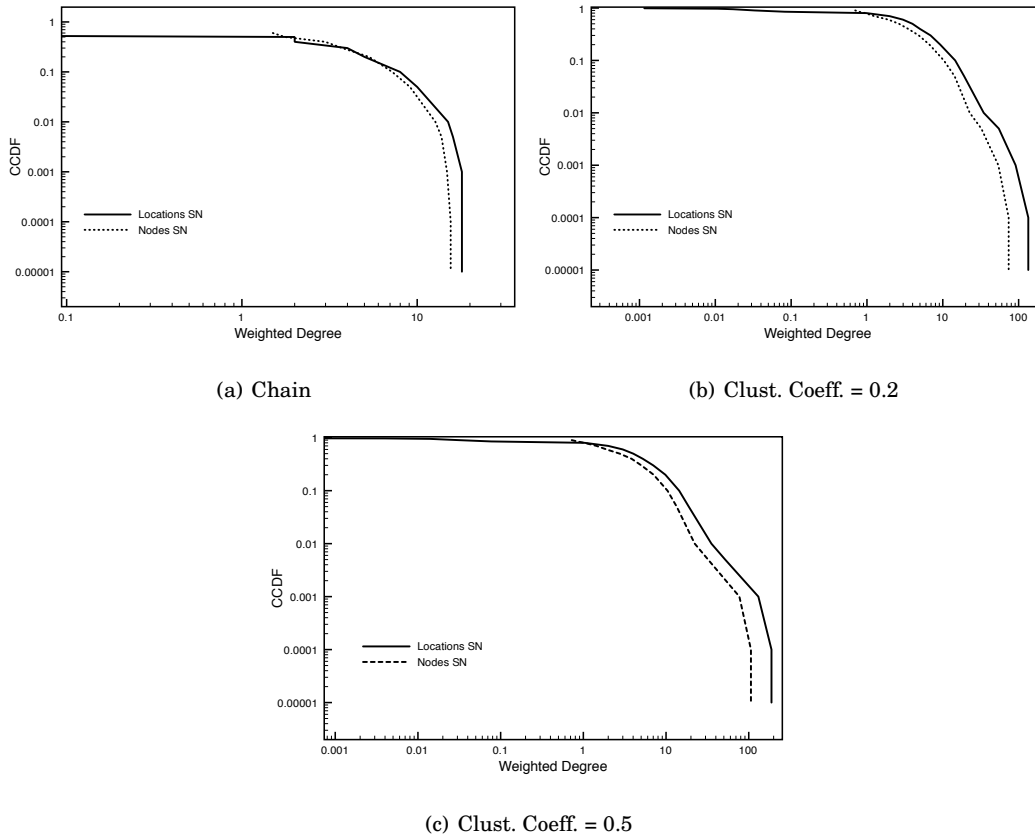 1
0.1
0.01
0.001
0.0001
0.00001
CCDF
Locations SN
Nodes SN
0.1
1
10
Weighted Degree
(a) Chain
1
0.1
0.01
0.001
0.0001
0.00001
CCDF
Locations SN
Nodes SN
0.001
0.01
0.1
1
10
100
Weighted Degree
(b) Clust. Coeff. = 0.2
1
0.1
0.01
0.001
0.0001
0.00001
CCDF
Locations SN
Nodes SN
0.001
0.01
0.1
1
10
100
Weighted Degree
(c) Clust. Coeff. = 0.5